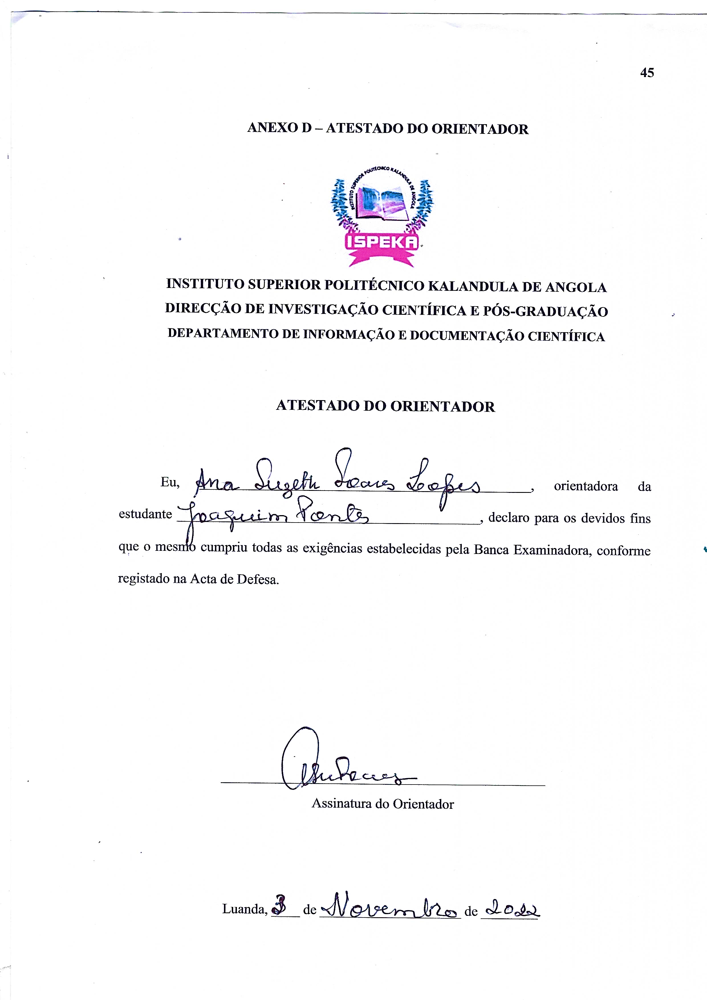 45
ANEXO D – ATESTADO DO ORIENTADOR
INSTITUTO SUPERIOR POLITÉCNICO KALANDULA DE ANGOLA
ISPEKA
INSTITUTO SUPERIOR POLITÉCNICO KALANDULA DE ANGOLA
DIRECÇÃO DE INVESTIGAÇÃO CIENTÍFICA E PÓS-GRADUAÇÃO
DEPARTAMENTO DE INFORMAÇÃO E DOCUMENTAÇÃO CIENTÍFICA
ATESTADO DO ORIENTADOR
Eu, Ana Suzeth Soares Lopes, orientadora da
estudante Joaquim Pontes, declaro para os devidos fins
que o mesmo cumpriu todas as exigências estabelecidas pela Banca Examinadora, conforme
registado na Acta de Defesa.
Assinatura do Orientador
Luanda, 3 de Novembro de 2022